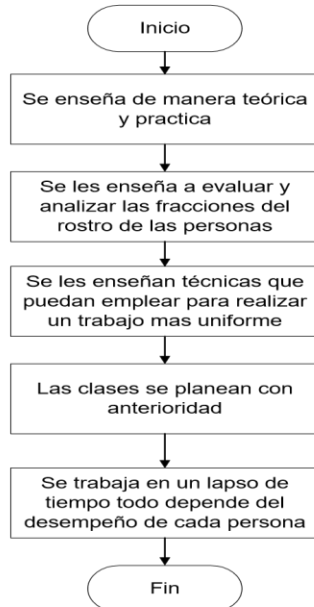 Inicio
Se enseña de manera teórica
y practica
Se les enseña a evaluar y
analizar las fracciones del
rostro de las personas
Se les enseñan técnicas que
puedan emplear para realizar
un trabajo mas uniforme
Las clases se planean con
anterioridad
Se trabaja en un lapso de
tiempo todo depende del
desempeño de cada persona
Fin